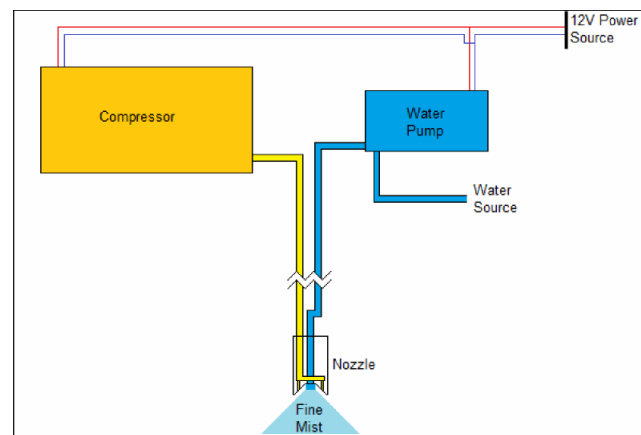 12V Power
Source
Compressor
Water
Pump
Water
Source
Nozzle
Fine
Mist